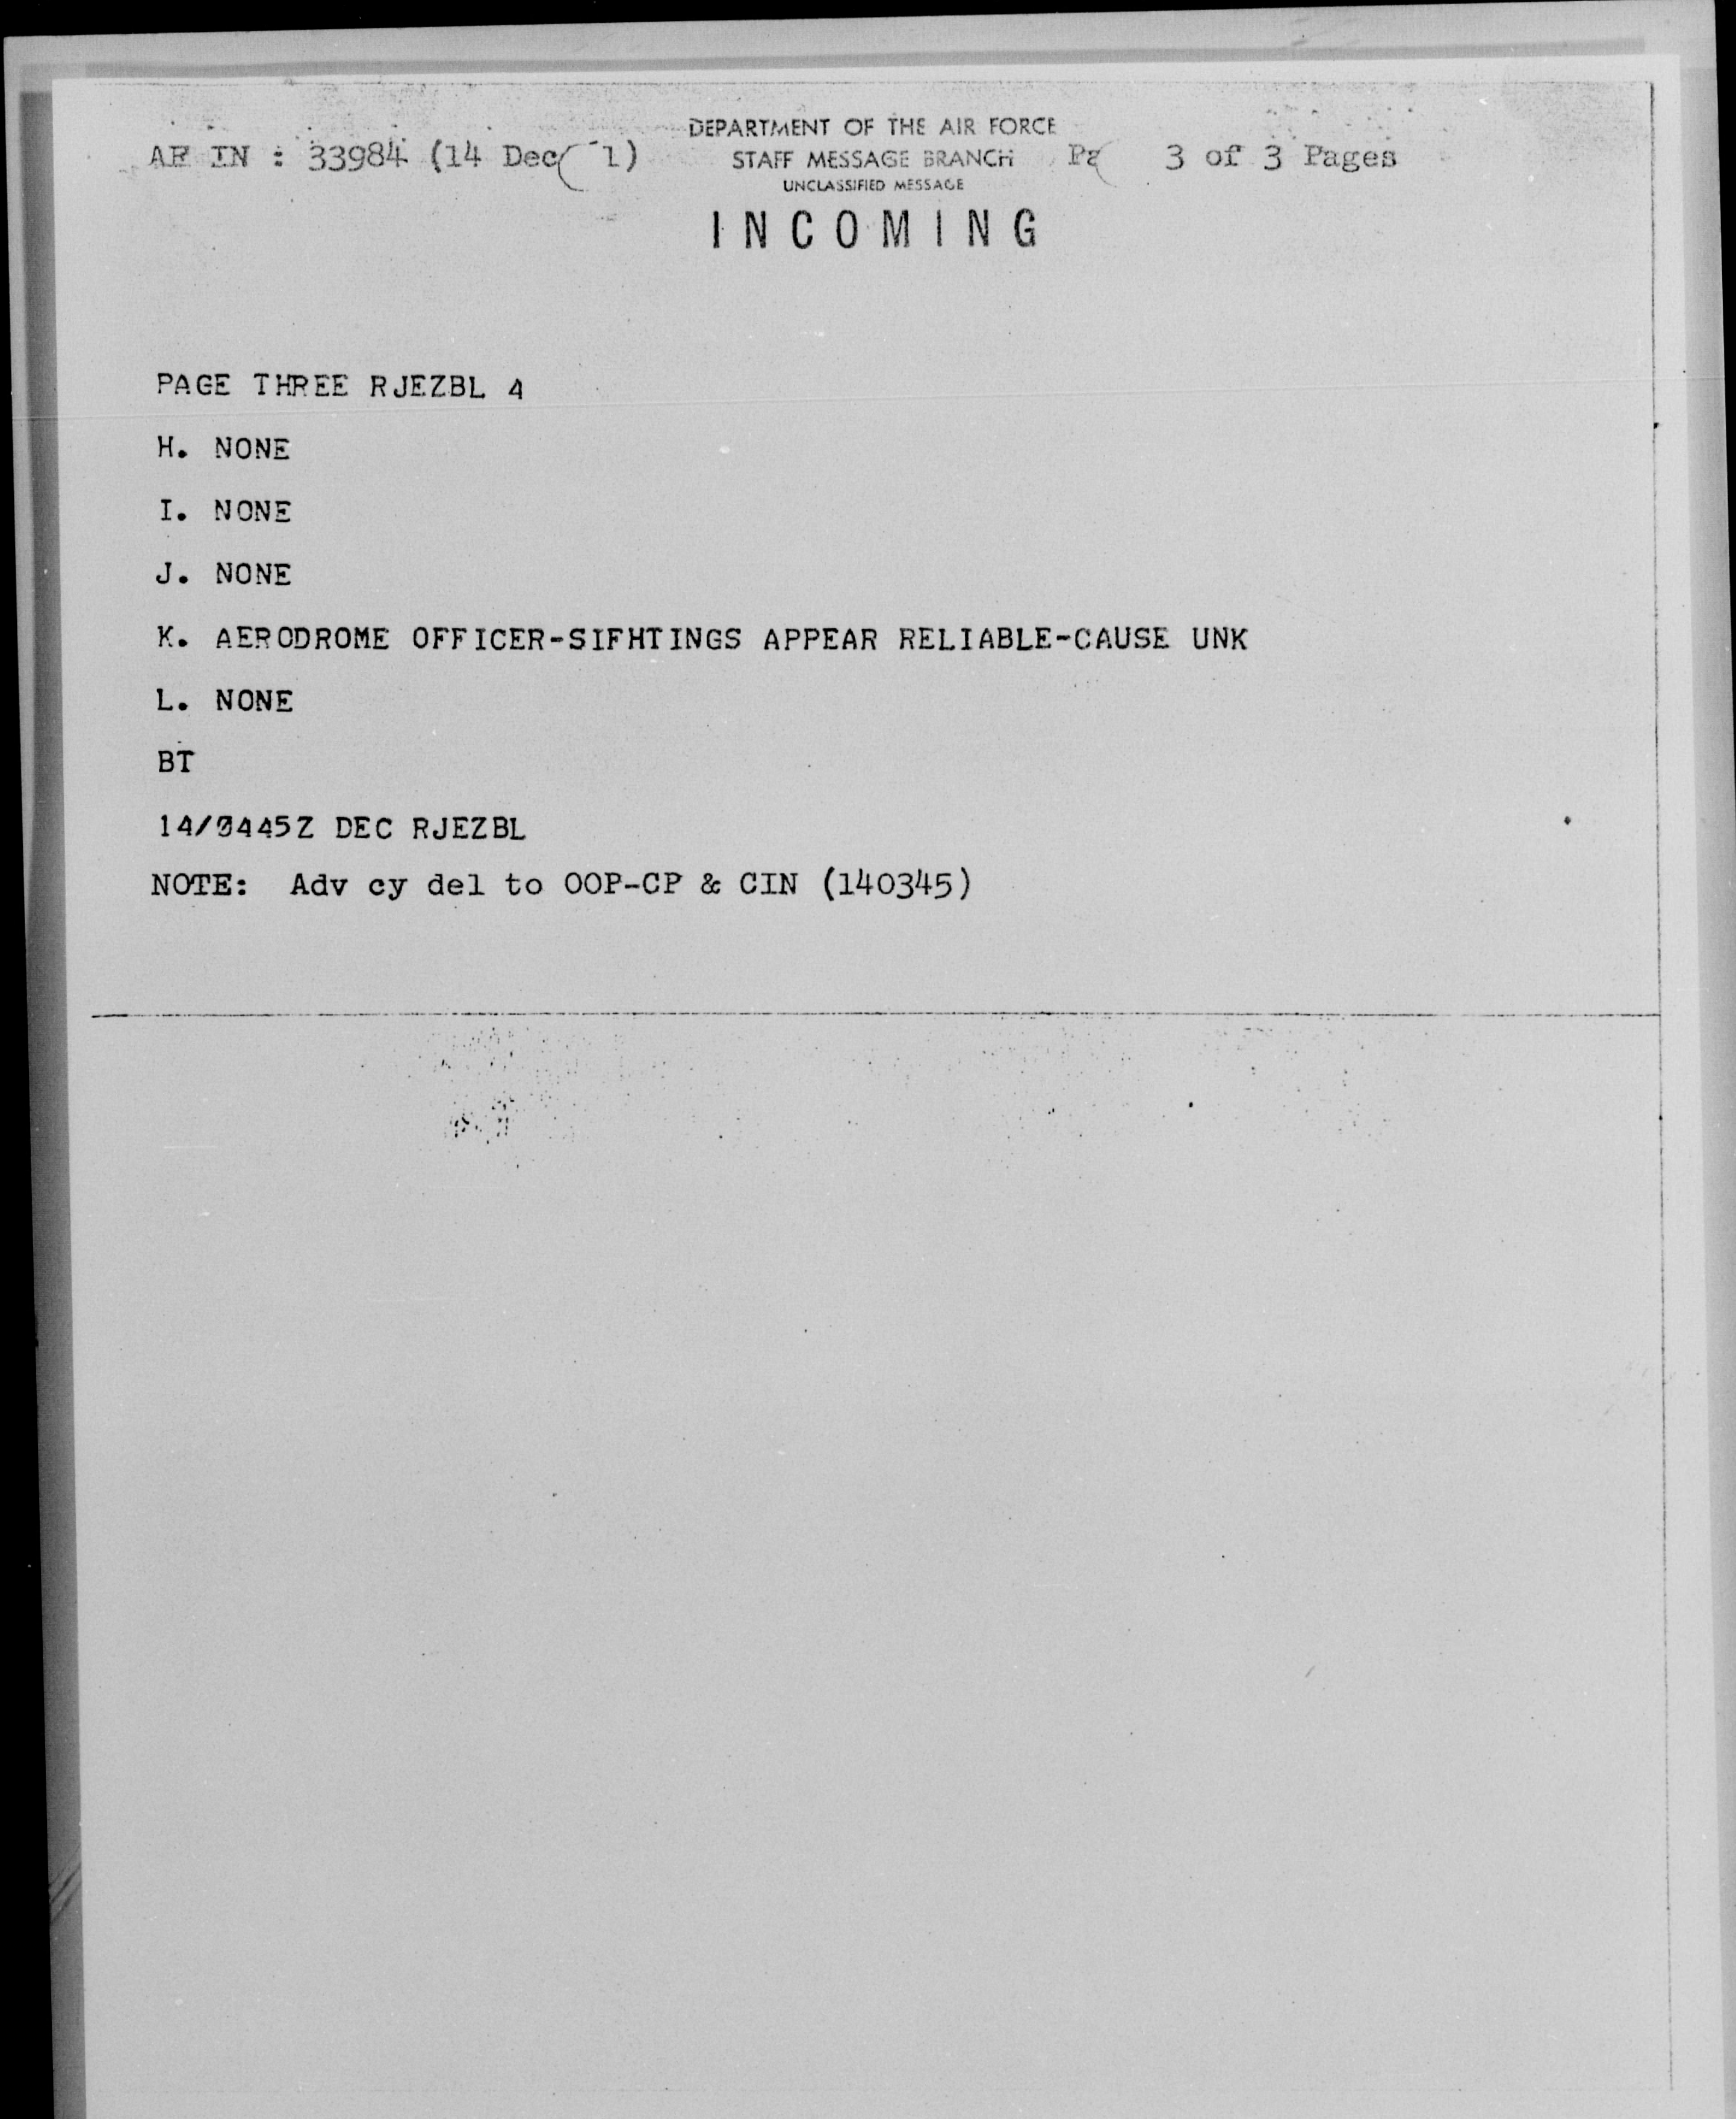 DEPARTMENT OF THE AIR FORCE
AF IN : 33984 (14 Dec 1) STAFF MESSAGE BRANCH 3 of 3 Pages
UNCLASSIFIED MESSAGE
INCOMING
PAGE THREE RJEZBL 4
H. NONE
I. NONE
J. NONE
K. AERODROME OFFICER-SIFHTINGS APPEAR RELIABLE-CAUSE UNK
L. NONE
BT
14/0445Z DEC RJEZBL
NOTE: Adv cy del to OOP-CP & CIN (140345)